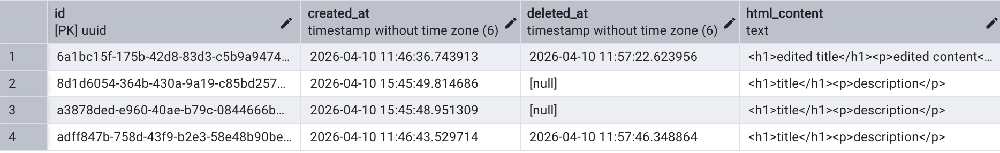 id created_at deleted_at html_content
[PK] uuid timestamp without time zone (6) timestamp without time zone (6) text
1 6a1bc15f-175b-42d8-83d3-c5b9a9474... 2026-04-10 11:46:36.743913 2026-04-10 11:57:22.623956 <h1>edited title</h1><p>edited content<...
2 8d1d6054-364b-430a-9a19-c85bd257... 2026-04-10 15:45:49.814686 [null] <h1>title</h1><p>description</p>
3 a3878ded-e960-40ae-b79c-0844666b... 2026-04-10 15:45:48.951309 [null] <h1>title</h1><p>description</p>
4 adff847b-758d-43f9-b2e3-58e48b90be... 2026-04-10 11:46:43.529714 2026-04-10 11:57:46.348864 <h1>title</h1><p>description</p>